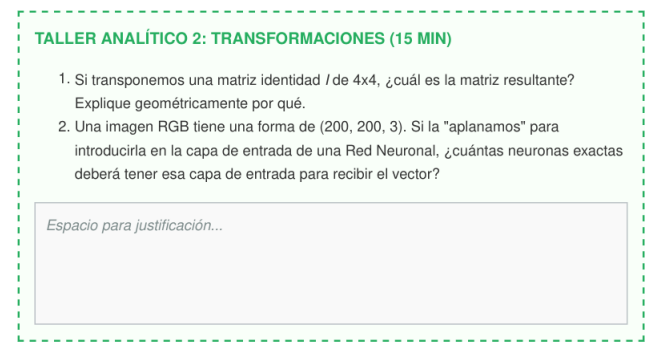 TALLER ANALÍTICO 2: TRANSFORMACIONES (15 MIN)
1. Si transponemos una matriz identidad I de 4x4, ¿cuál es la matriz resultante?
Explique geométricamente por qué.
2. Una imagen RGB tiene una forma de (200, 200, 3). Si la "aplanamos" para
introducirla en la capa de entrada de una Red Neuronal, ¿cuántas neuronas exactas
deberá tener esa capa de entrada para recibir el vector?
Espacio para justificación...